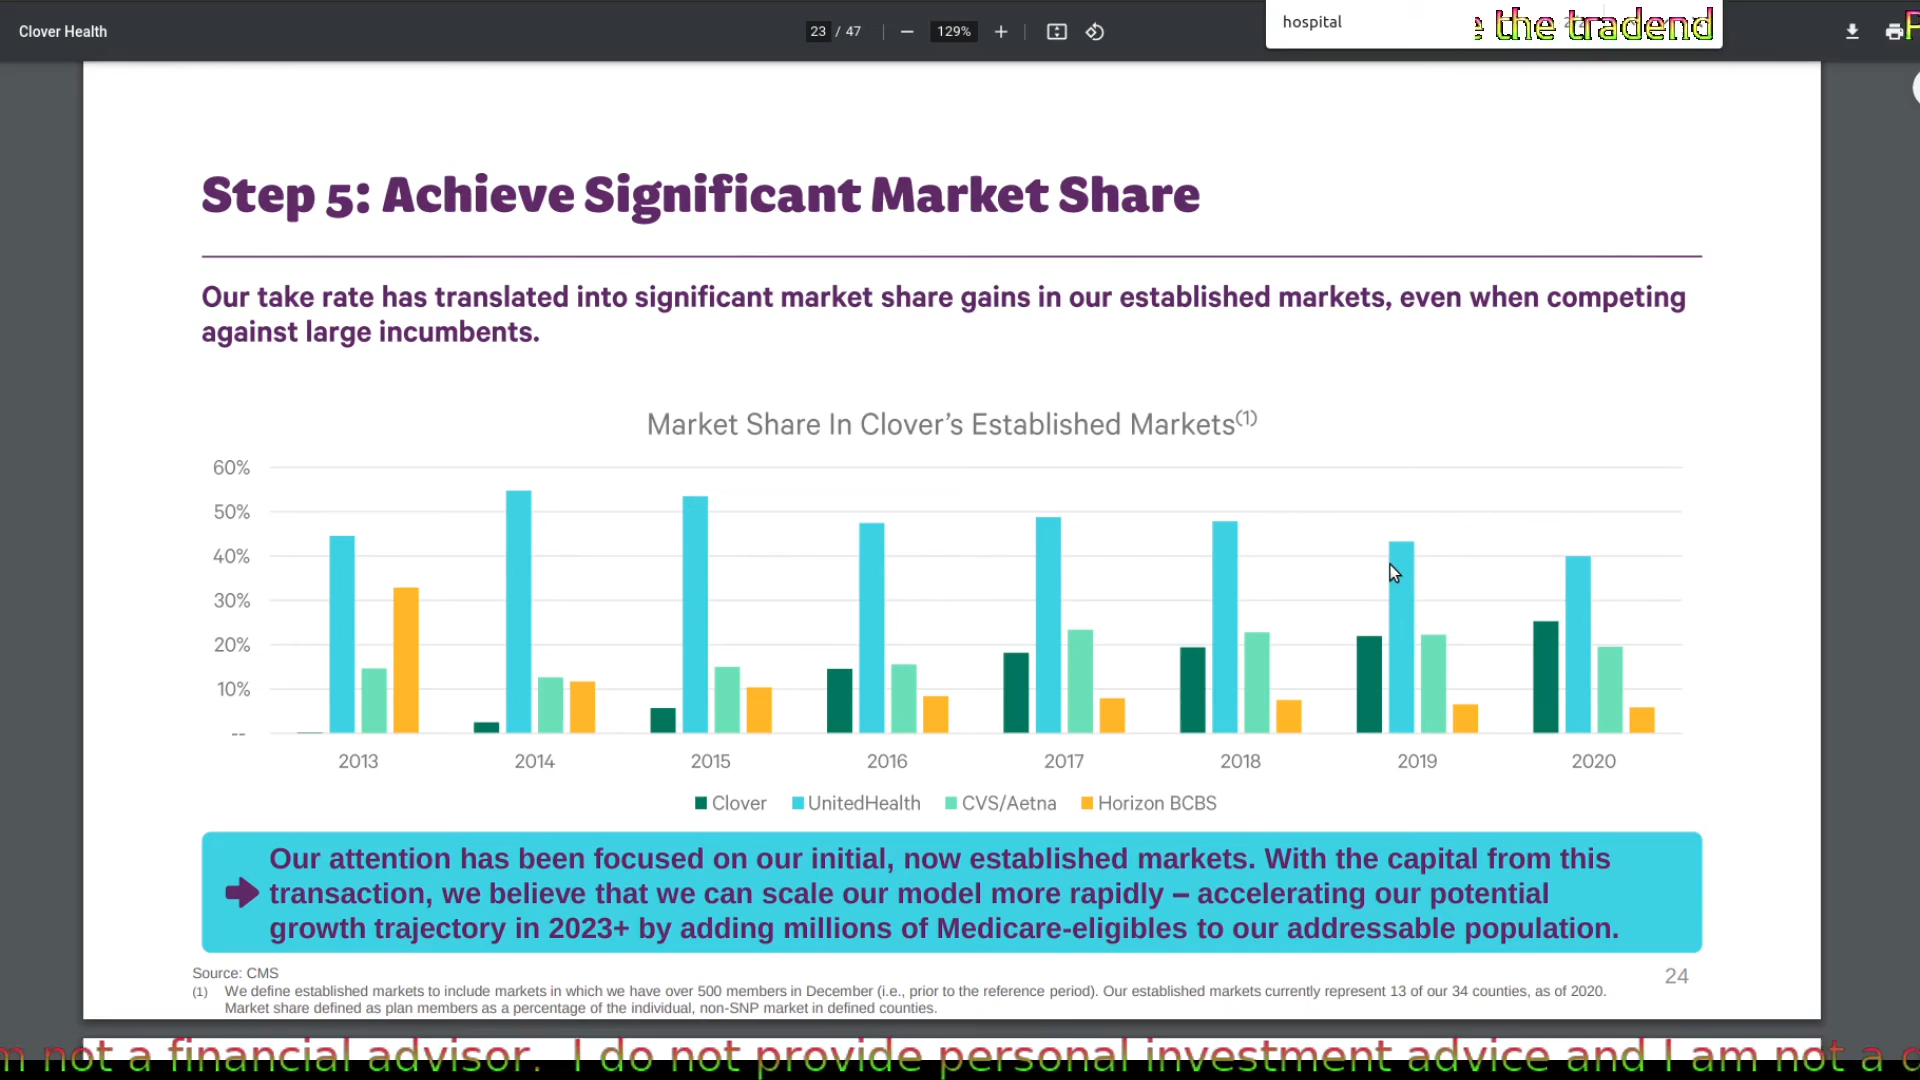 Clover Health
23 / 47
129%
hospital
the tradend
Step 5: Achieve Significant Market Share
Our take rate has translated into significant market share gains in our established markets, even when competing
against large incumbents.
Market Share In Clover's Established Markets(1)
60%
50%
40%
30%
20%
10%
--
2013 2014 2015 2016 2017 2018 2019 2020
Clover UnitedHealth CVS/Aetna Horizon BCBS
Our attention has been focused on our initial, now established markets. With the capital from this
transaction, we believe that we can scale our model more rapidly – accelerating our potential
growth trajectory in 2023+ by adding millions of Medicare-eligibles to our addressable population.
Source: CMS
24
(1) We define established markets to include markets in which we have over 500 members in December (i.e., prior to the reference period). Our established markets currently represent 13 of our 34 counties, as of 2020.
Market share defined as plan members as a percentage of the individual, non-SNP market in defined counties.
m not a financial advisor. I do not provide personal investment advice and I am not a